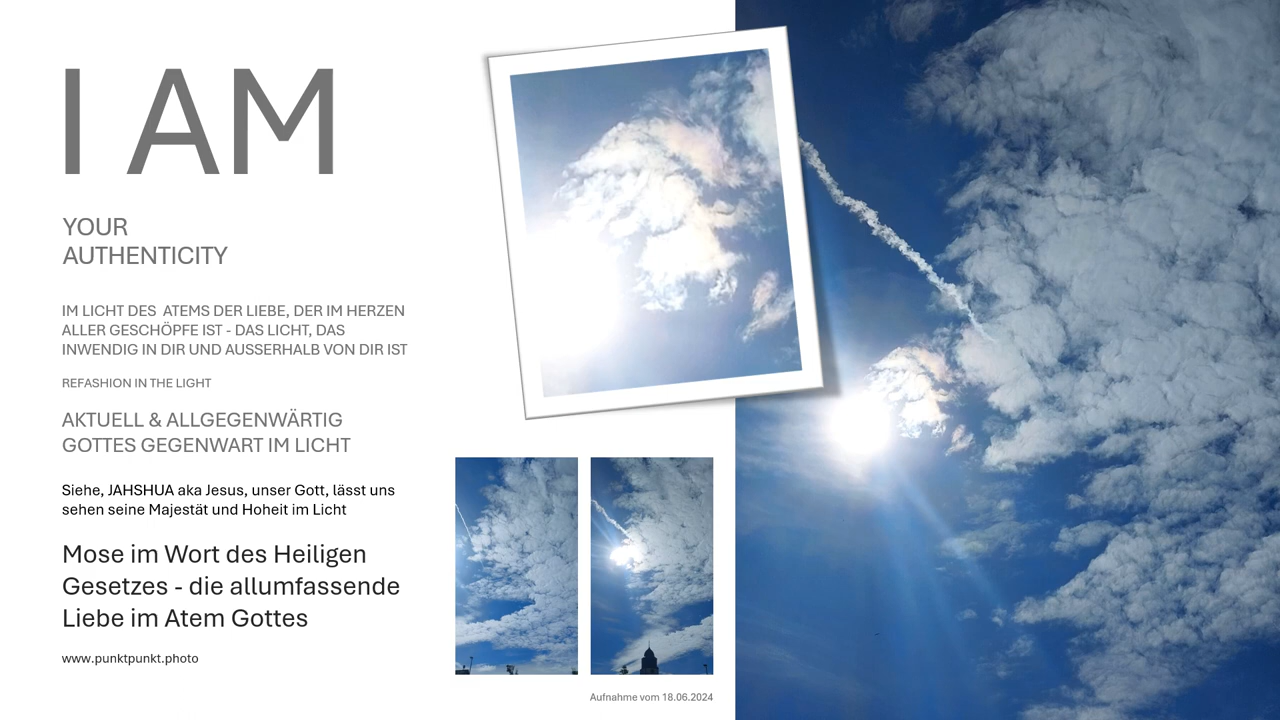 I AM
YOUR
AUTHENTICITY
IM LICHT DES  ATEMS DER LIEBE, DER IM HERZEN
ALLER GESCHÖPFE IST - DAS LICHT, DAS
INWENDIG IN DIR UND AUSSERHALB VON DIR IST
REFASHION IN THE LIGHT
AKTUELL & ALLGEGENWÄRTIG
GOTTES GEGENWART IM LICHT
Siehe, JAHSHUA aka Jesus, unser Gott, lässt uns
sehen seine Majestät und Hoheit im Licht
Mose im Wort des Heiligen
Gesetzes - die allumfassende
Liebe im Atem Gottes
www.punktpunkt.photo
Aufnahme vom 18.06.2024